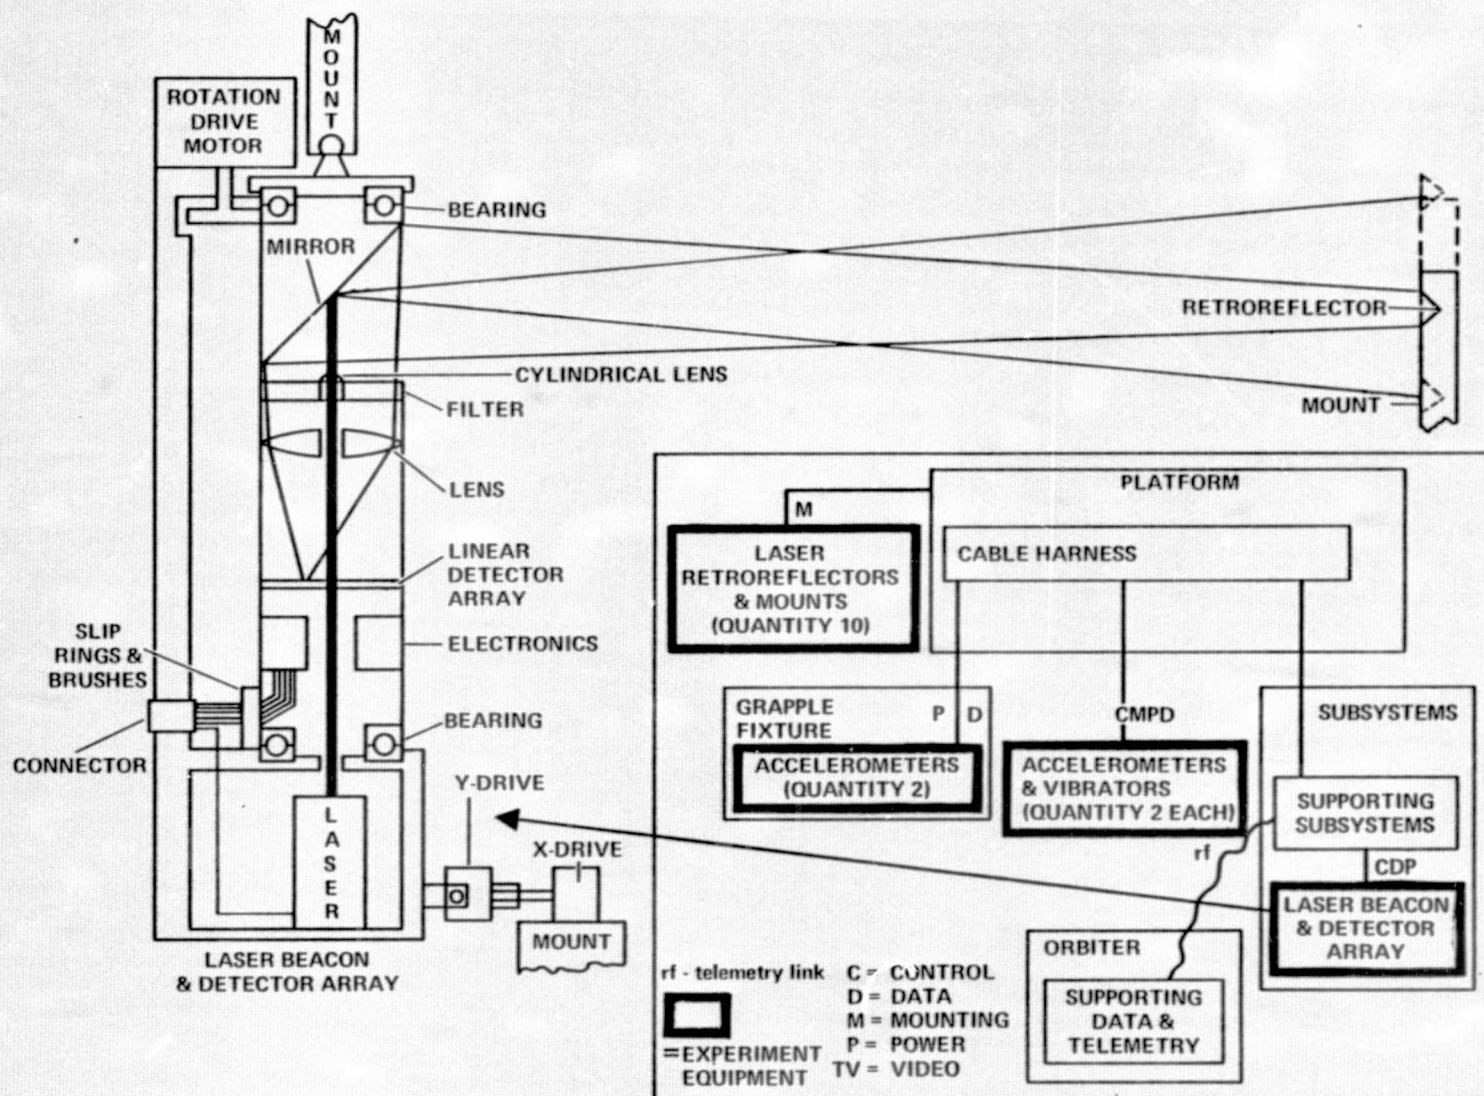 MOUNT
ROTATION
DRIVE
MOTOR
BEARING
MIRROR
RETROREFLECTOR
CYLINDRICAL LENS
FILTER
MOUNT
LENS
LINEAR
DETECTOR
ARRAY
SLIP
RINGS &
BRUSHES
ELECTRONICS
BEARING
CONNECTOR
Y-DRIVE
X-DRIVE
LASER
MOUNT
LASER BEACON
& DETECTOR ARRAY
PLATFORM
M
LASER
RETROREFLECTORS
& MOUNTS
(QUANTITY 10)
CABLE HARNESS
GRAPPLE
FIXTURE
P D
ACCELEROMETERS
(QUANTITY 2)
CMPD
ACCELEROMETERS
& VIBRATORS
(QUANTITY 2 EACH)
SUBSYSTEMS
SUPPORTING
SUBSYSTEMS
rf
CDP
LASER BEACON
& DETECTOR
ARRAY
ORBITER
SUPPORTING
DATA &
TELEMETRY
rf - telemetry link
= EXPERIMENT
EQUIPMENT
C = CONTROL
D = DATA
M = MOUNTING
P = POWER
TV = VIDEO